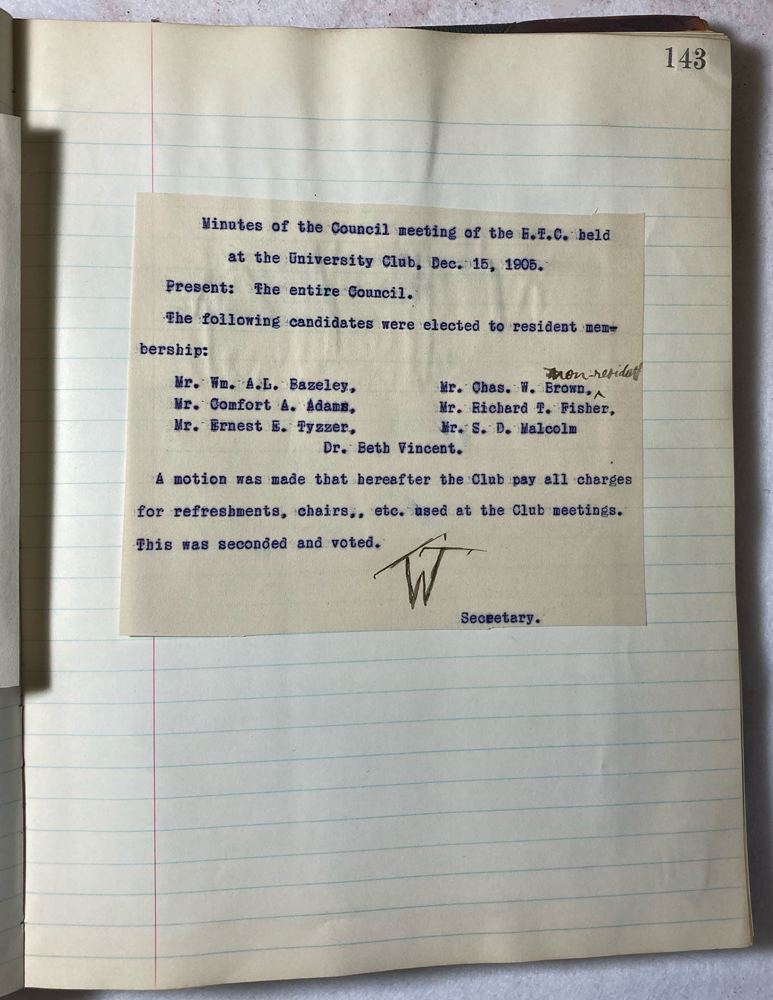 143
Minutes of the Council meeting of the E.T.C. held
at the University Club, Dec. 15, 1905.
Present: The entire Council.
The following candidates were elected to resident mem-
bership:
non-resident
Mr. Wm. A.L. Bazeley, Mr. Chas. W. Brown,^
Mr. Comfort A. Adams, Mr. Richard T. Fisher,
Mr. Ernest E. Tyzzer, Mr. S. D. Malcolm
Dr. Beth Vincent.
A motion was made that hereafter the Club pay all charges
for refreshments, chairs,, etc. used at the Club meetings.
This was seconded and voted.
Secretary.